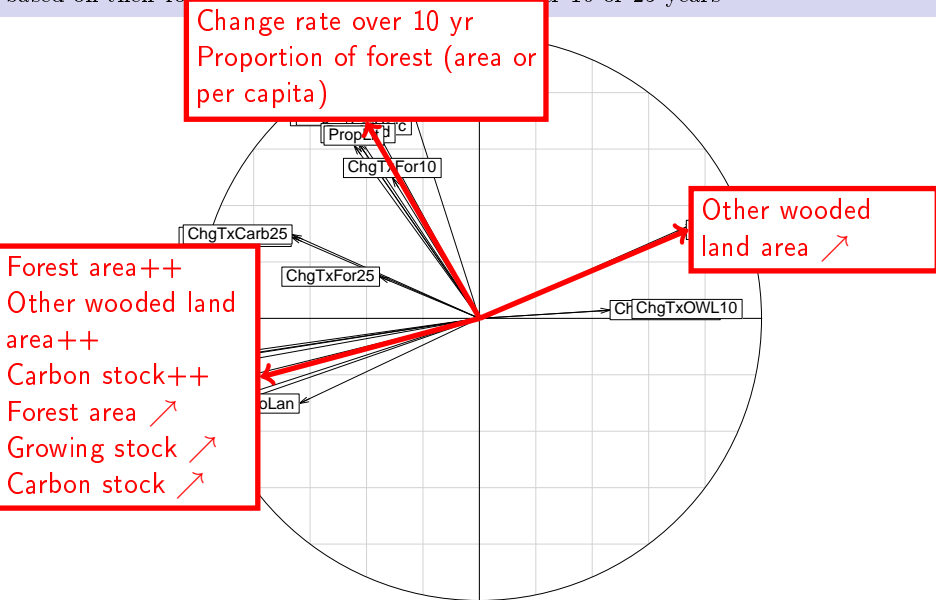 Change rate over 10 yr
Proportion of forest (area or
per capita)
ChgTxFor10
Other wooded
land area ↗
ChgTxCarb25
Forest area++
ChgTxFor25
Other wooded land
area++
ChgTxOWL10
Carbon stock++
Forest area ↗
Growing stock ↗
Carbon stock ↗